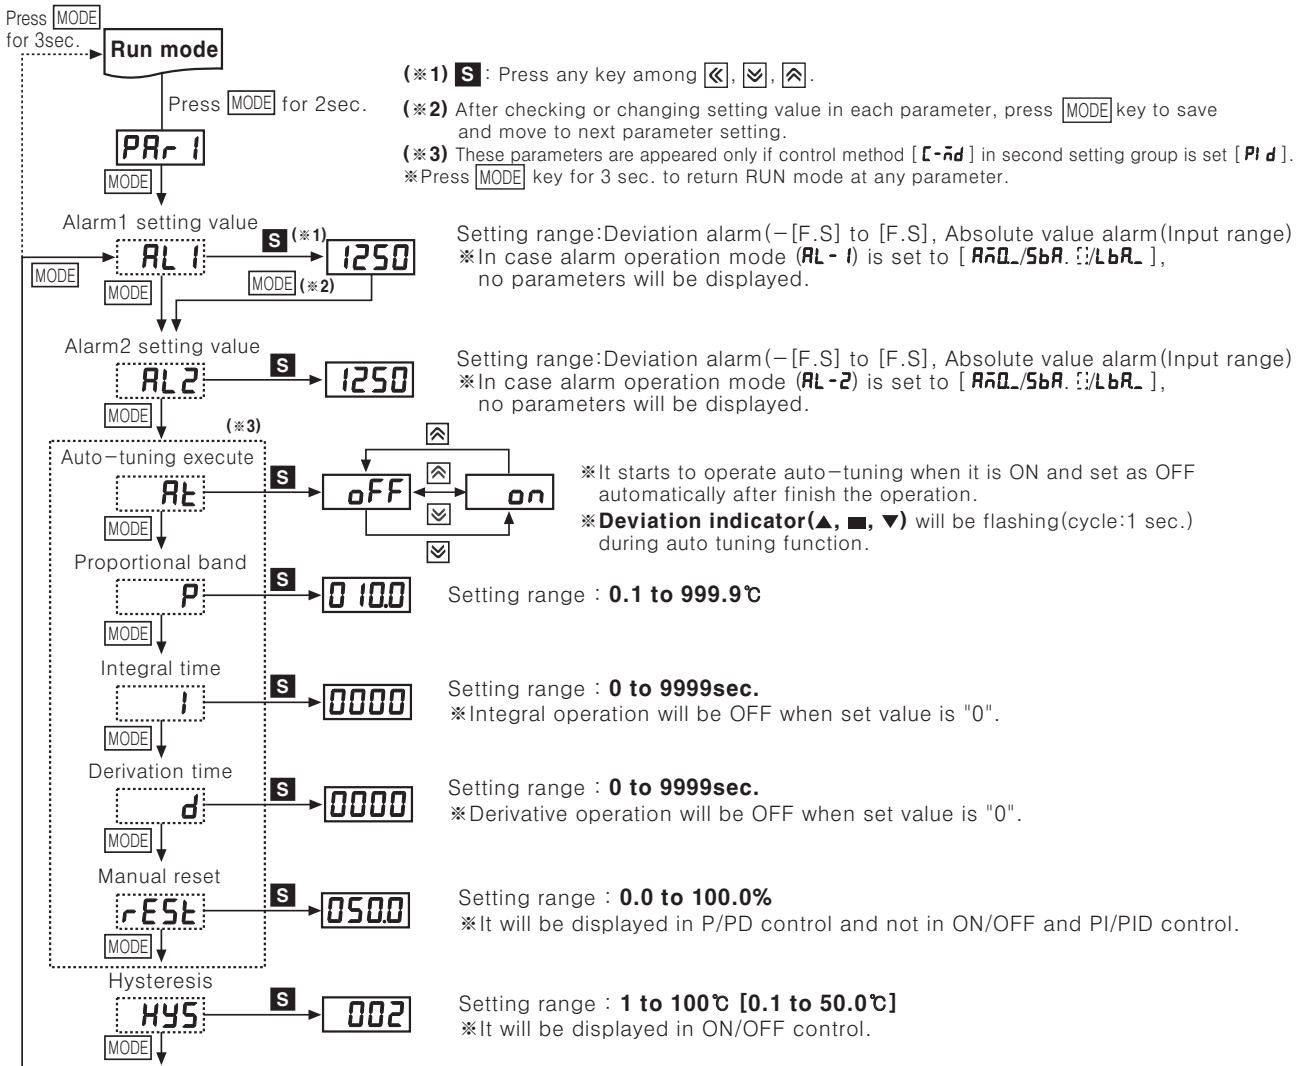 Press MODE
for 3sec.
Run mode
(※1) S : Press any key among «, ︾, ︽.
Press MODE for 2sec.
(※2) After checking or changing setting value in each parameter, press MODE key to save
and move to next parameter setting.
PAr 1
(※3) These parameters are appeared only if control method [ C-md ] in second setting group is set [ PI d ].
MODE
※Press MODE key for 3 sec. to return RUN mode at any parameter.
Alarm1 setting value
S (※1)
AL1
1250
Setting range:Deviation alarm(−[F.S] to [F.S], Absolute value alarm(Input range)
※In case alarm operation mode (AL-1) is set to [ Am0_/SbA. /LbA_ ],
no parameters will be displayed.
MODE
MODE
MODE (※2)
Alarm2 setting value
S
AL2
1250
Setting range:Deviation alarm(−[F.S] to [F.S], Absolute value alarm(Input range)
※In case alarm operation mode (AL-2) is set to [ Am0_/SbA. /LbA_ ],
no parameters will be displayed.
MODE
(※3)
Auto−tuning execute
S
At
oFF
on
※It starts to operate auto−tuning when it is ON and set as OFF
automatically after finish the operation.
※Deviation indicator(▲, ■, ▼) will be flashing(cycle:1 sec.)
during auto tuning function.
MODE
Proportional band
S
P
010.0
Setting range : 0.1 to 999.9℃
MODE
Integral time
S
I
0000
Setting range : 0 to 9999sec.
※Integral operation will be OFF when set value is "0".
MODE
Derivation time
S
d
0000
Setting range : 0 to 9999sec.
※Derivative operation will be OFF when set value is "0".
MODE
Manual reset
S
rESt
050.0
Setting range : 0.0 to 100.0%
※It will be displayed in P/PD control and not in ON/OFF and PI/PID control.
MODE
Hysteresis
S
HYS
002
Setting range : 1 to 100℃ [0.1 to 50.0℃]
※It will be displayed in ON/OFF control.
MODE